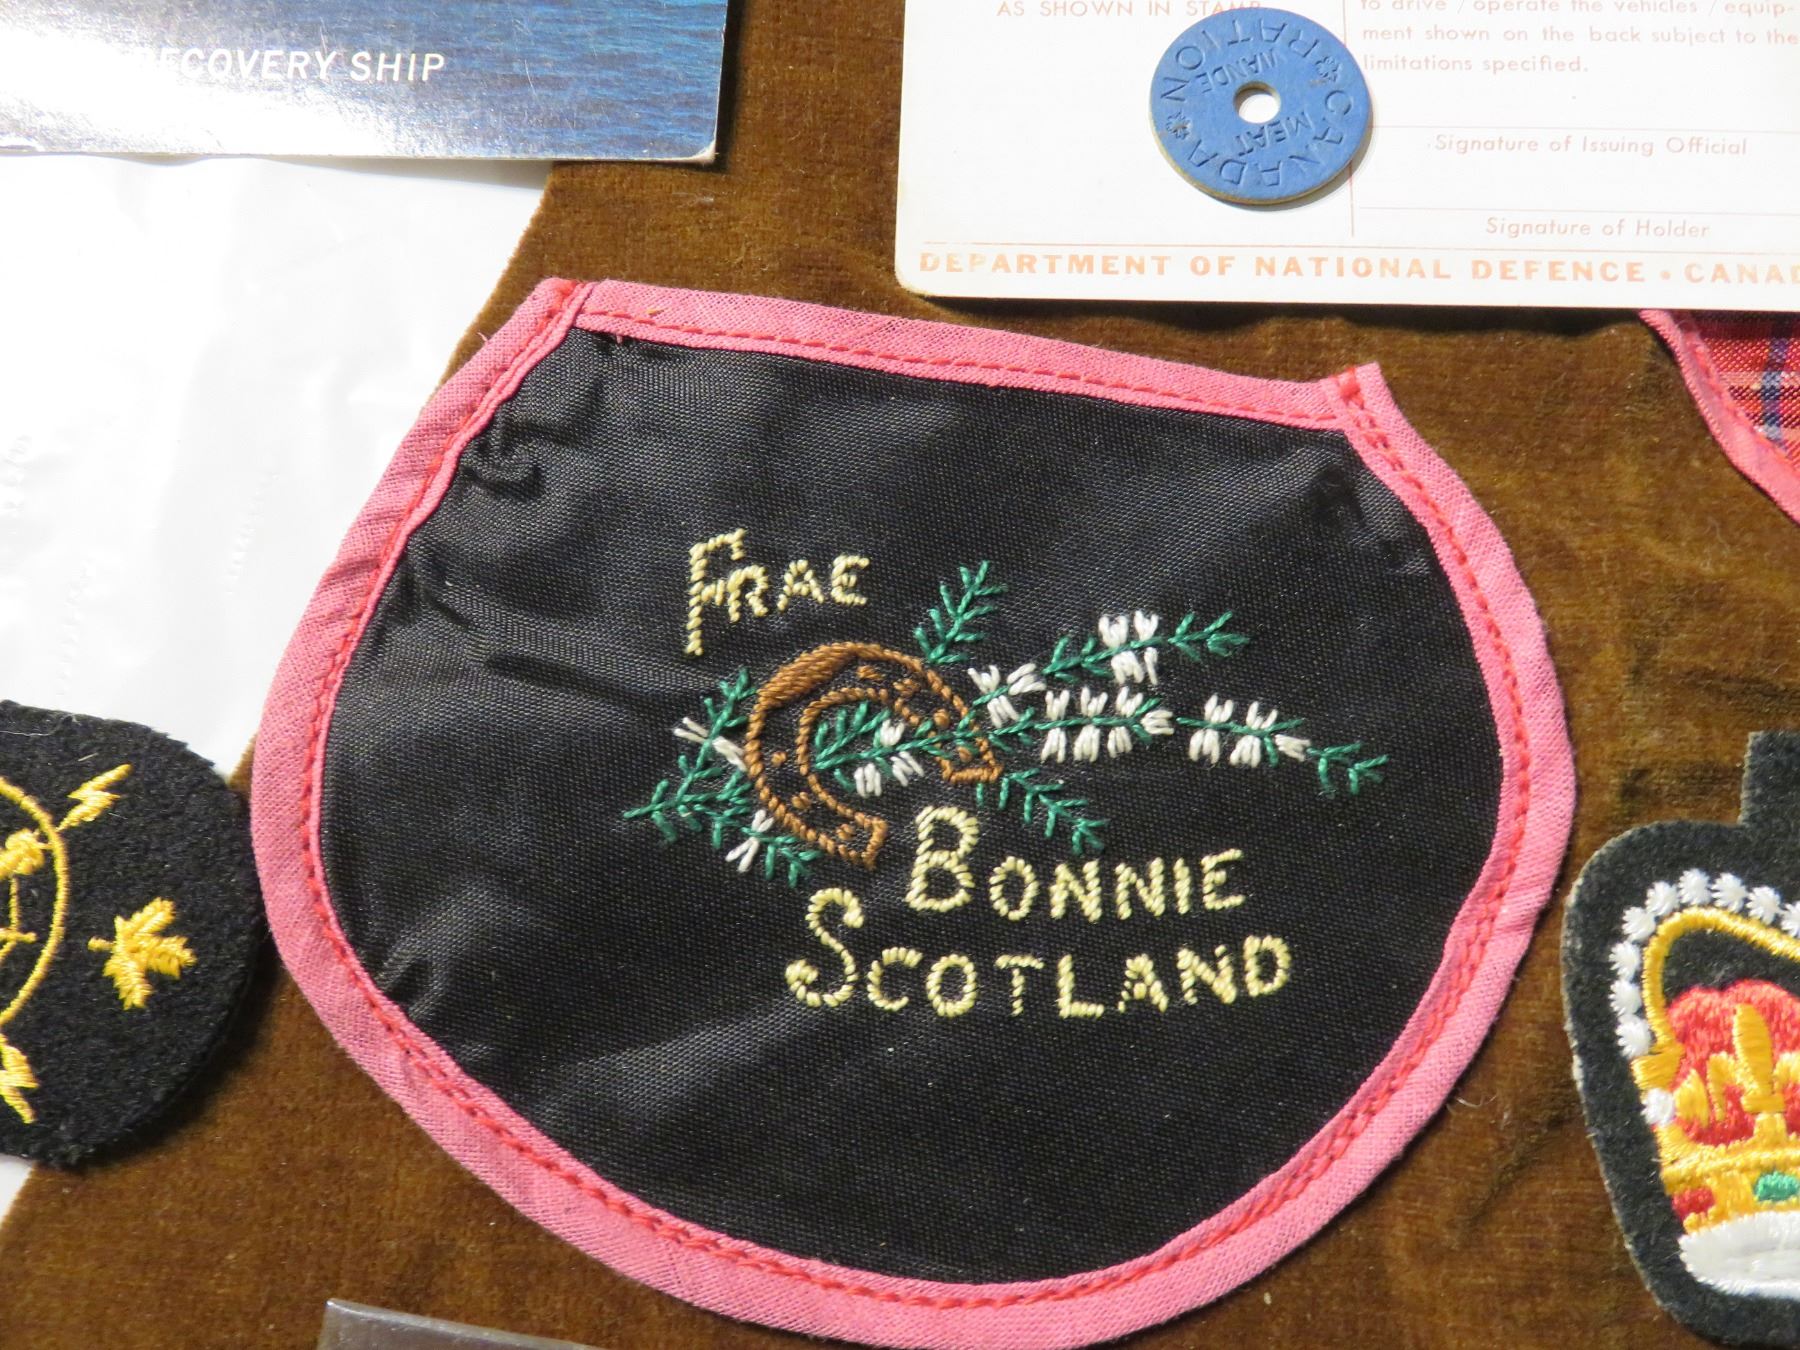 RECOVERY SHIP
AS SHOWN IN STAMP
to drive / operate the vehicles / equip-
ment shown on the back subject to the
limitations specified.
CANADA RATION
VIANDE
MEAT
Signature of Issuing Official
Signature of Holder
DEPARTMENT OF NATIONAL DEFENCE • CANAD
FRAE
BONNIE
SCOTLAND